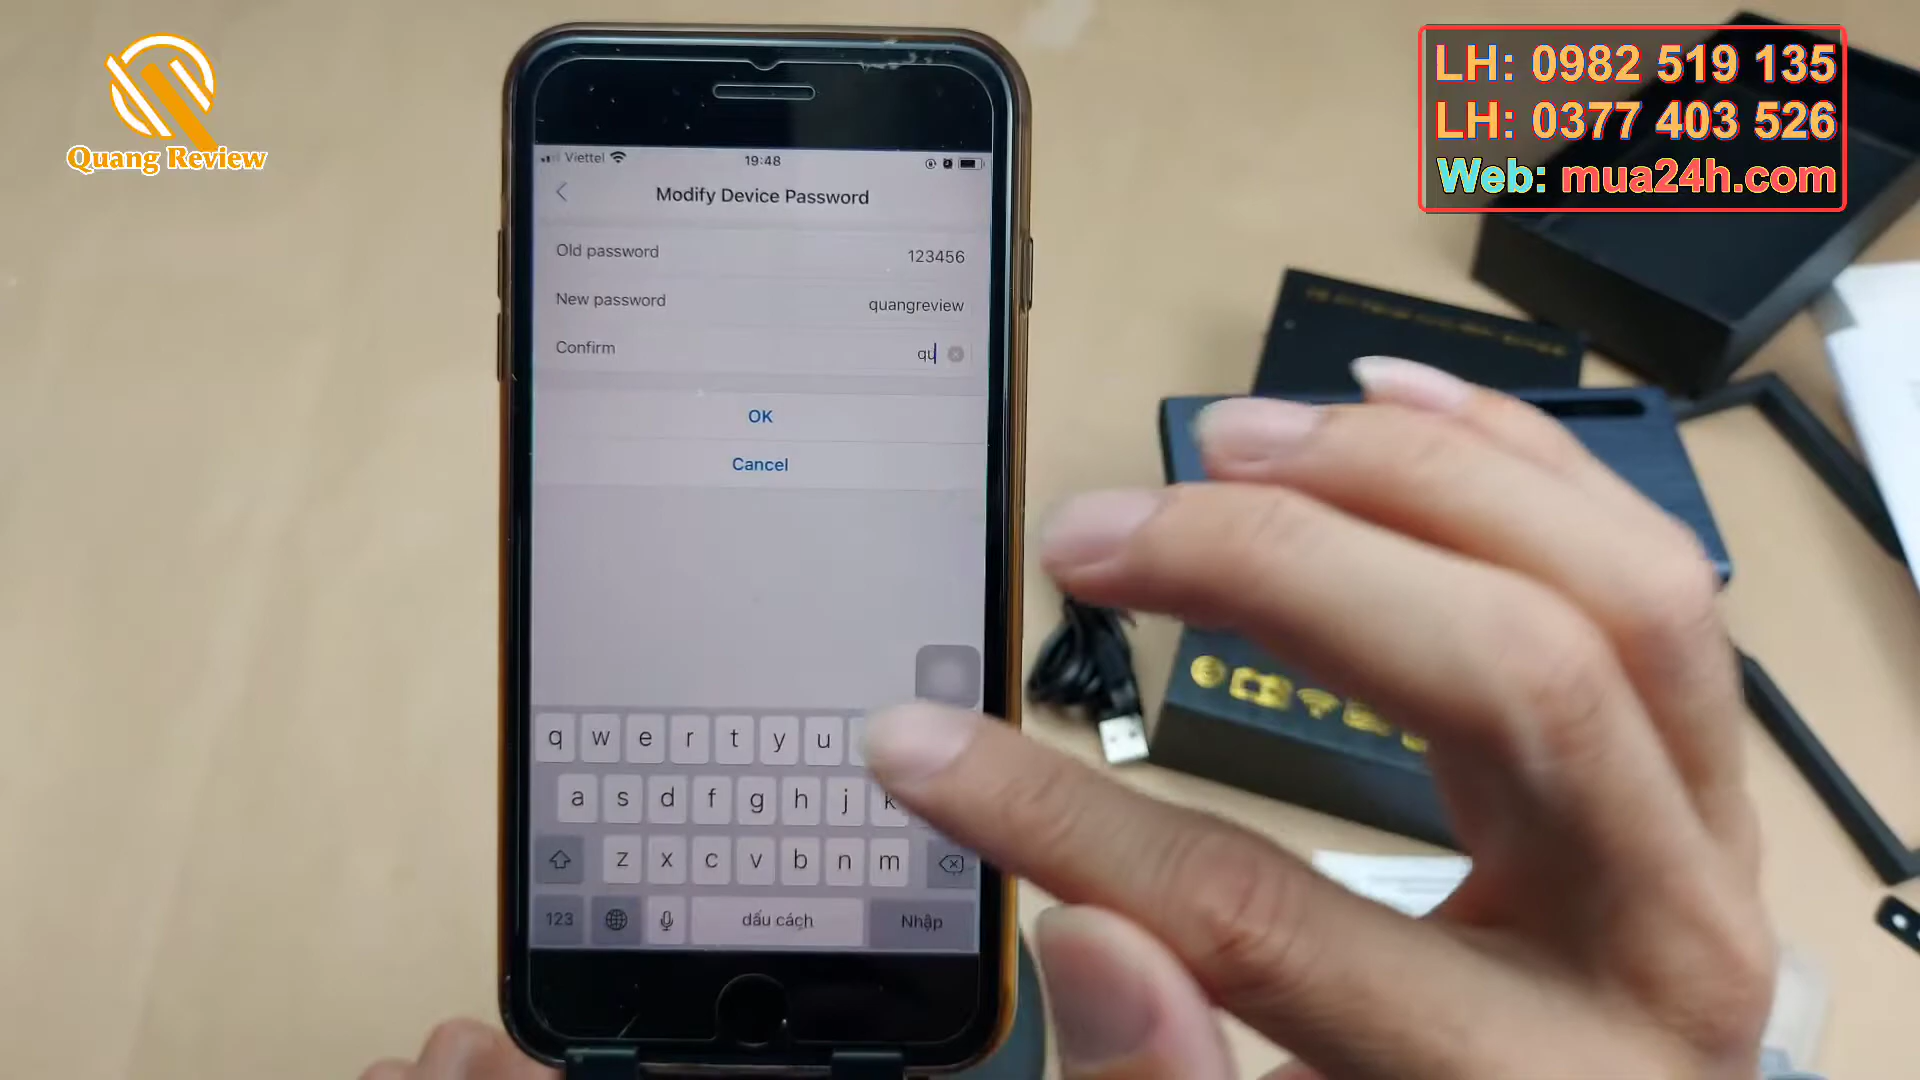 Quang Review
LH: 0982 519 135
LH: 0377 403 526
Web: mua24h.com
Viettel
19:48
Modify Device Password
Old password
123456
New password
quangreview
Confirm
qu
OK
Cancel
q w e r t y u
a s d f g h j k
z x c v b n m
123
dấu cách
Nhập